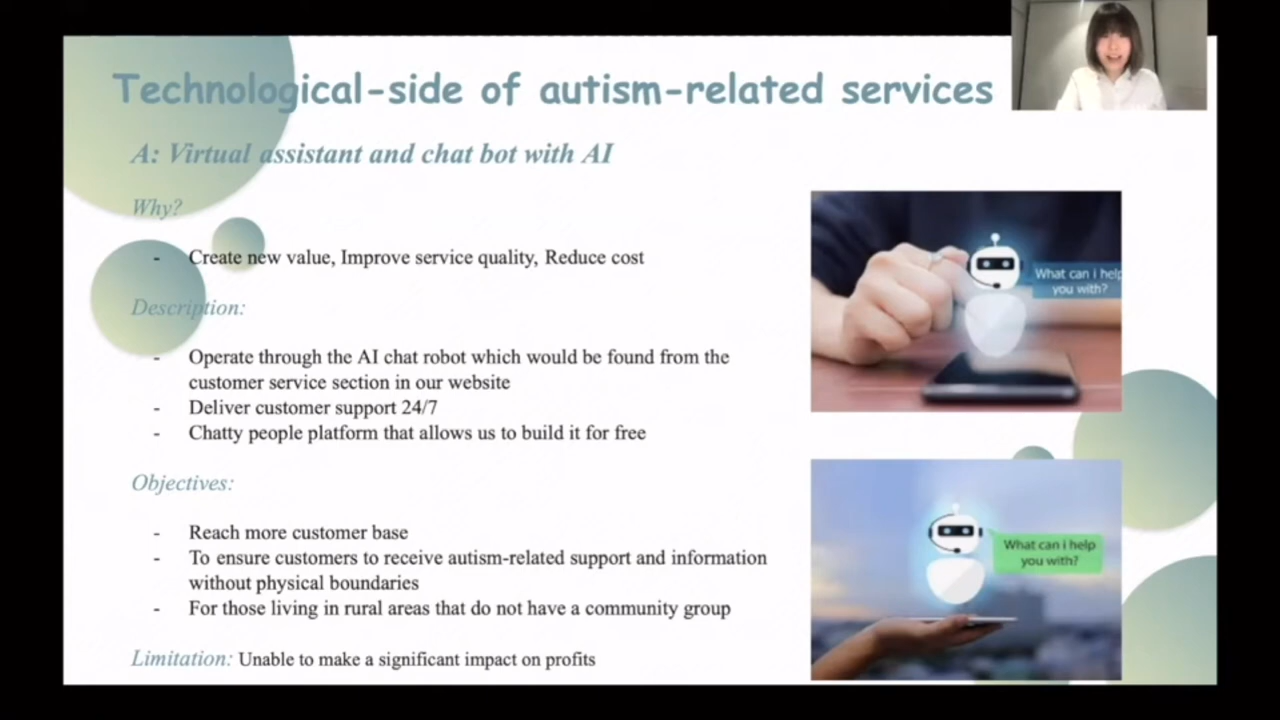 Technological-side of autism-related services
A: Virtual assistant and chat bot with AI
Why?
- Create new value, Improve service quality, Reduce cost
Description:
- Operate through the AI chat robot which would be found from the
customer service section in our website
- Deliver customer support 24/7
- Chatty people platform that allows us to build it for free
Objectives:
- Reach more customer base
- To ensure customers to receive autism-related support and information
without physical boundaries
- For those living in rural areas that do not have a community group
Limitation: Unable to make a significant impact on profits
What can i help
you with?
What can i help
you with?